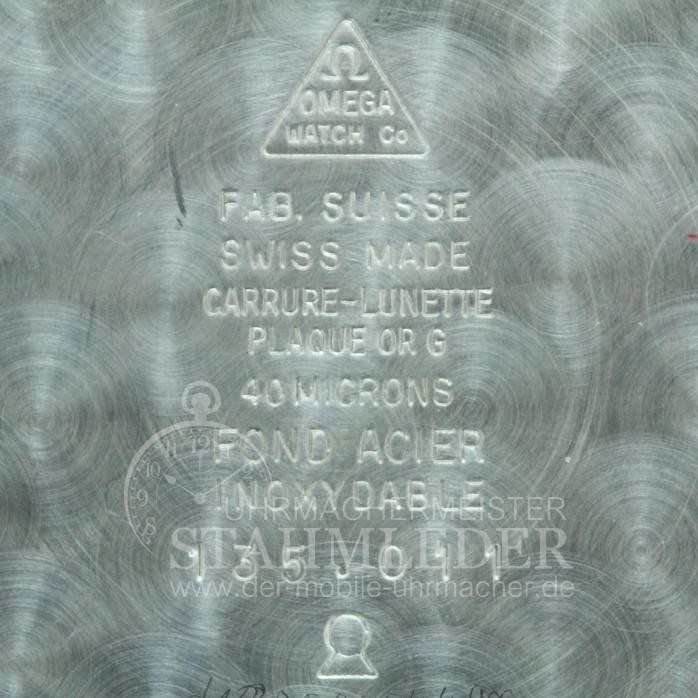 Ω
OMEGA
WATCH Co
FAB. SUISSE
SWISS MADE
CARRURE-LUNETTE
PLAQUE OR G
40 MICRONS
FOND ACIER
INOXYDABLE
UHRMACHERMEISTER
STAHMLEDER
135.011
www.der-mobile-uhrmacher.de